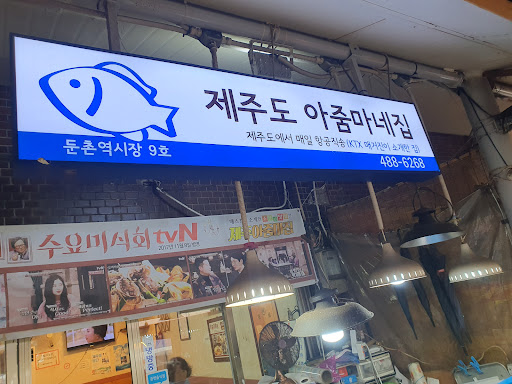 제주도 아줌마네집
제주도에서 매일 항공직송(KTX 매거진이 소개한 집)
둔촌역시장 9호
488-6268
수요미식회 tvN